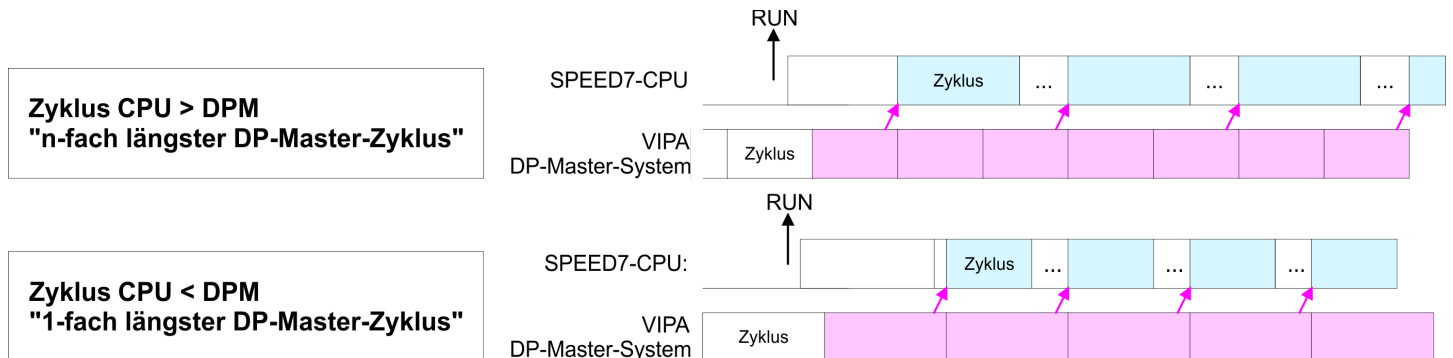 RUN
SPEED7-CPU
Zyklus
...
...
...
Zyklus CPU > DPM
"n-fach längster DP-Master-Zyklus"
VIPA
DP-Master-System
Zyklus
RUN
SPEED7-CPU:
Zyklus
...
...
...
Zyklus CPU < DPM
"1-fach längster DP-Master-Zyklus"
VIPA
DP-Master-System
Zyklus